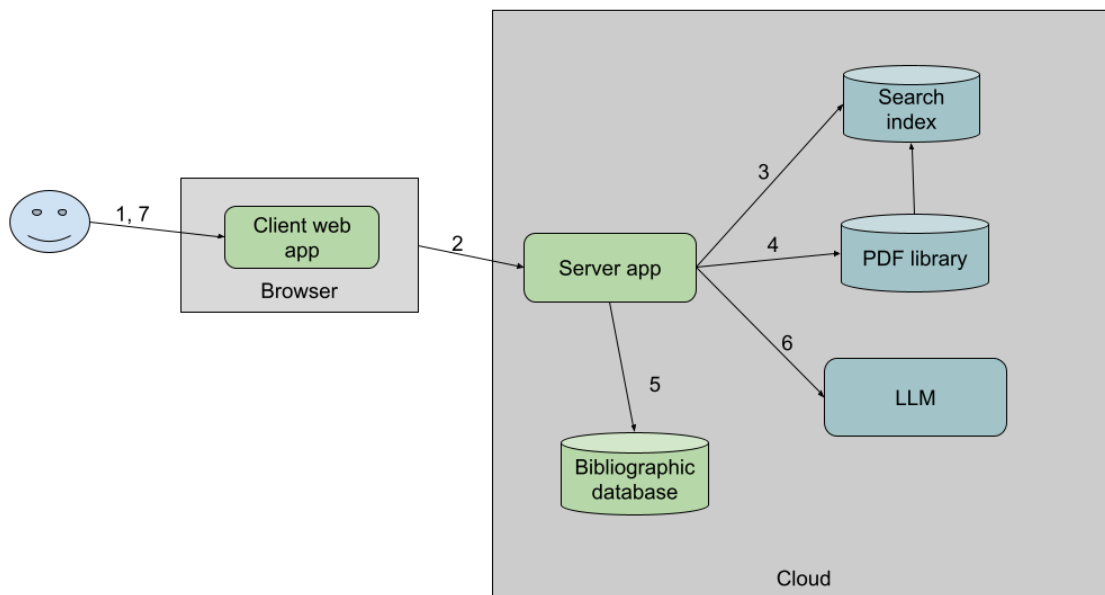 Search
index
3
1, 7
Client web
app
2
Browser
Server app
4
PDF library
6
5
LLM
Bibliographic
database
Cloud